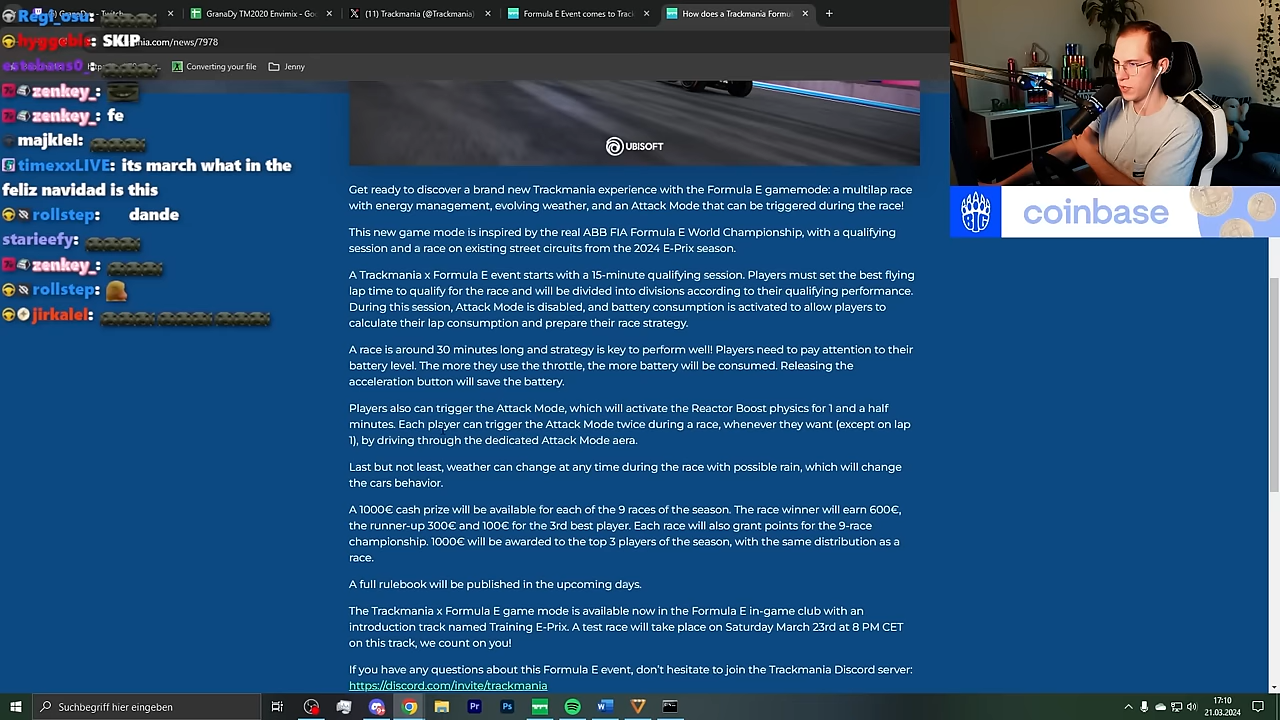 Regi_osu:
hyggebis: SKIP
estebans0_
zenkey_:
zenkey_: fe
majklel:
timexxLIVE: its march what in the
feliz navidad is this
rollstep: dande
starieefy:
zenkey_:
rollstep:
jirkalel:
GranaDy TM2020 Envimix - G
(11) Trackmania (@Trackmania
Formula E Event comes to Track
How does a Trackmania Formu
nia.com/news/7978
Converting your file
Jenny
UBISOFT
Get ready to discover a brand new Trackmania experience with the Formula E gamemode: a multilap race
with energy management, evolving weather, and an Attack Mode that can be triggered during the race!
This new game mode is inspired by the real ABB FIA Formula E World Championship, with a qualifying
session and a race on existing street circuits from the 2024 E-Prix season.
A Trackmania x Formula E event starts with a 15-minute qualifying session. Players must set the best flying
lap time to qualify for the race and will be divided into divisions according to their qualifying performance.
During this session, Attack Mode is disabled, and battery consumption is activated to allow players to
calculate their lap consumption and prepare their race strategy.
A race is around 30 minutes long and strategy is key to perform well! Players need to pay attention to their
battery level. The more they use the throttle, the more battery will be consumed. Releasing the
acceleration button will save the battery.
Players also can trigger the Attack Mode, which will activate the Reactor Boost physics for 1 and a half
minutes. Each player can trigger the Attack Mode twice during a race, whenever they want (except on lap
1), by driving through the dedicated Attack Mode aera.
Last but not least, weather can change at any time during the race with possible rain, which will change
the cars behavior.
A 1000€ cash prize will be available for each of the 9 races of the season. The race winner will earn 600€,
the runner-up 300€ and 100€ for the 3rd best player. Each race will also grant points for the 9-race
championship. 1000€ will be awarded to the top 3 players of the season, with the same distribution as a
race.
A full rulebook will be published in the upcoming days.
The Trackmania x Formula E game mode is available now in the Formula E in-game club with an
introduction track named Training E-Prix. A test race will take place on Saturday March 23rd at 8 PM CET
on this track, we count on you!
If you have any questions about this Formula E event, don't hesitate to join the Trackmania Discord server:
https://discord.com/invite/trackmania
BIG
coinbase
Suchbegriff hier eingeben
17:10
21.03.2024